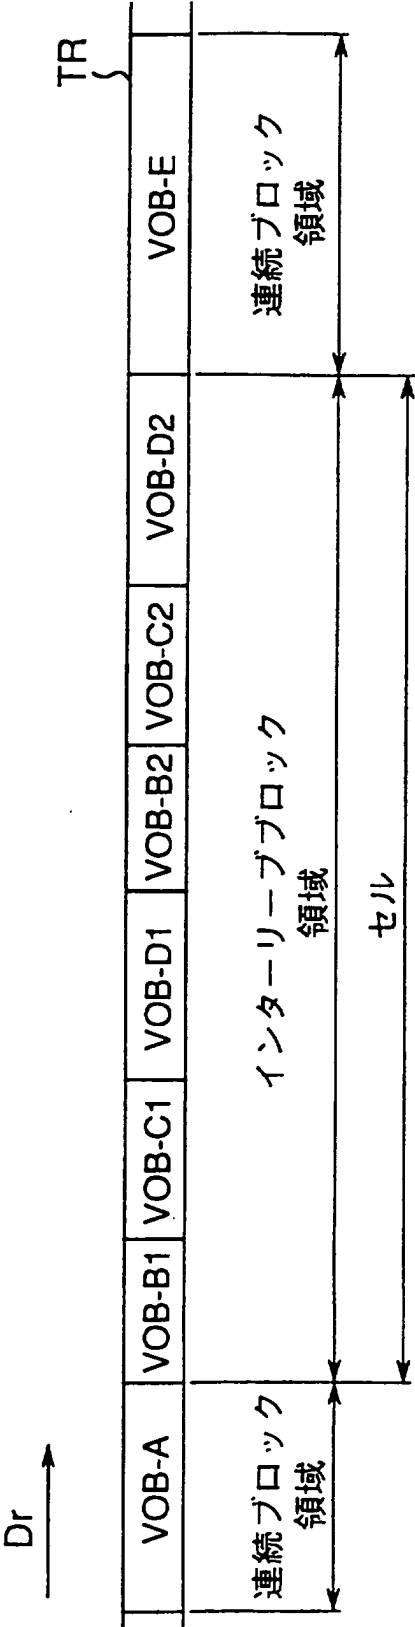 Dr
TR
VOB-A
VOB-B1
VOB-C1
VOB-D1
VOB-B2
VOB-C2
VOB-D2
VOB-E
連続ブロック
領域
インターリーブブロック
領域
連続ブロック
領域
セル